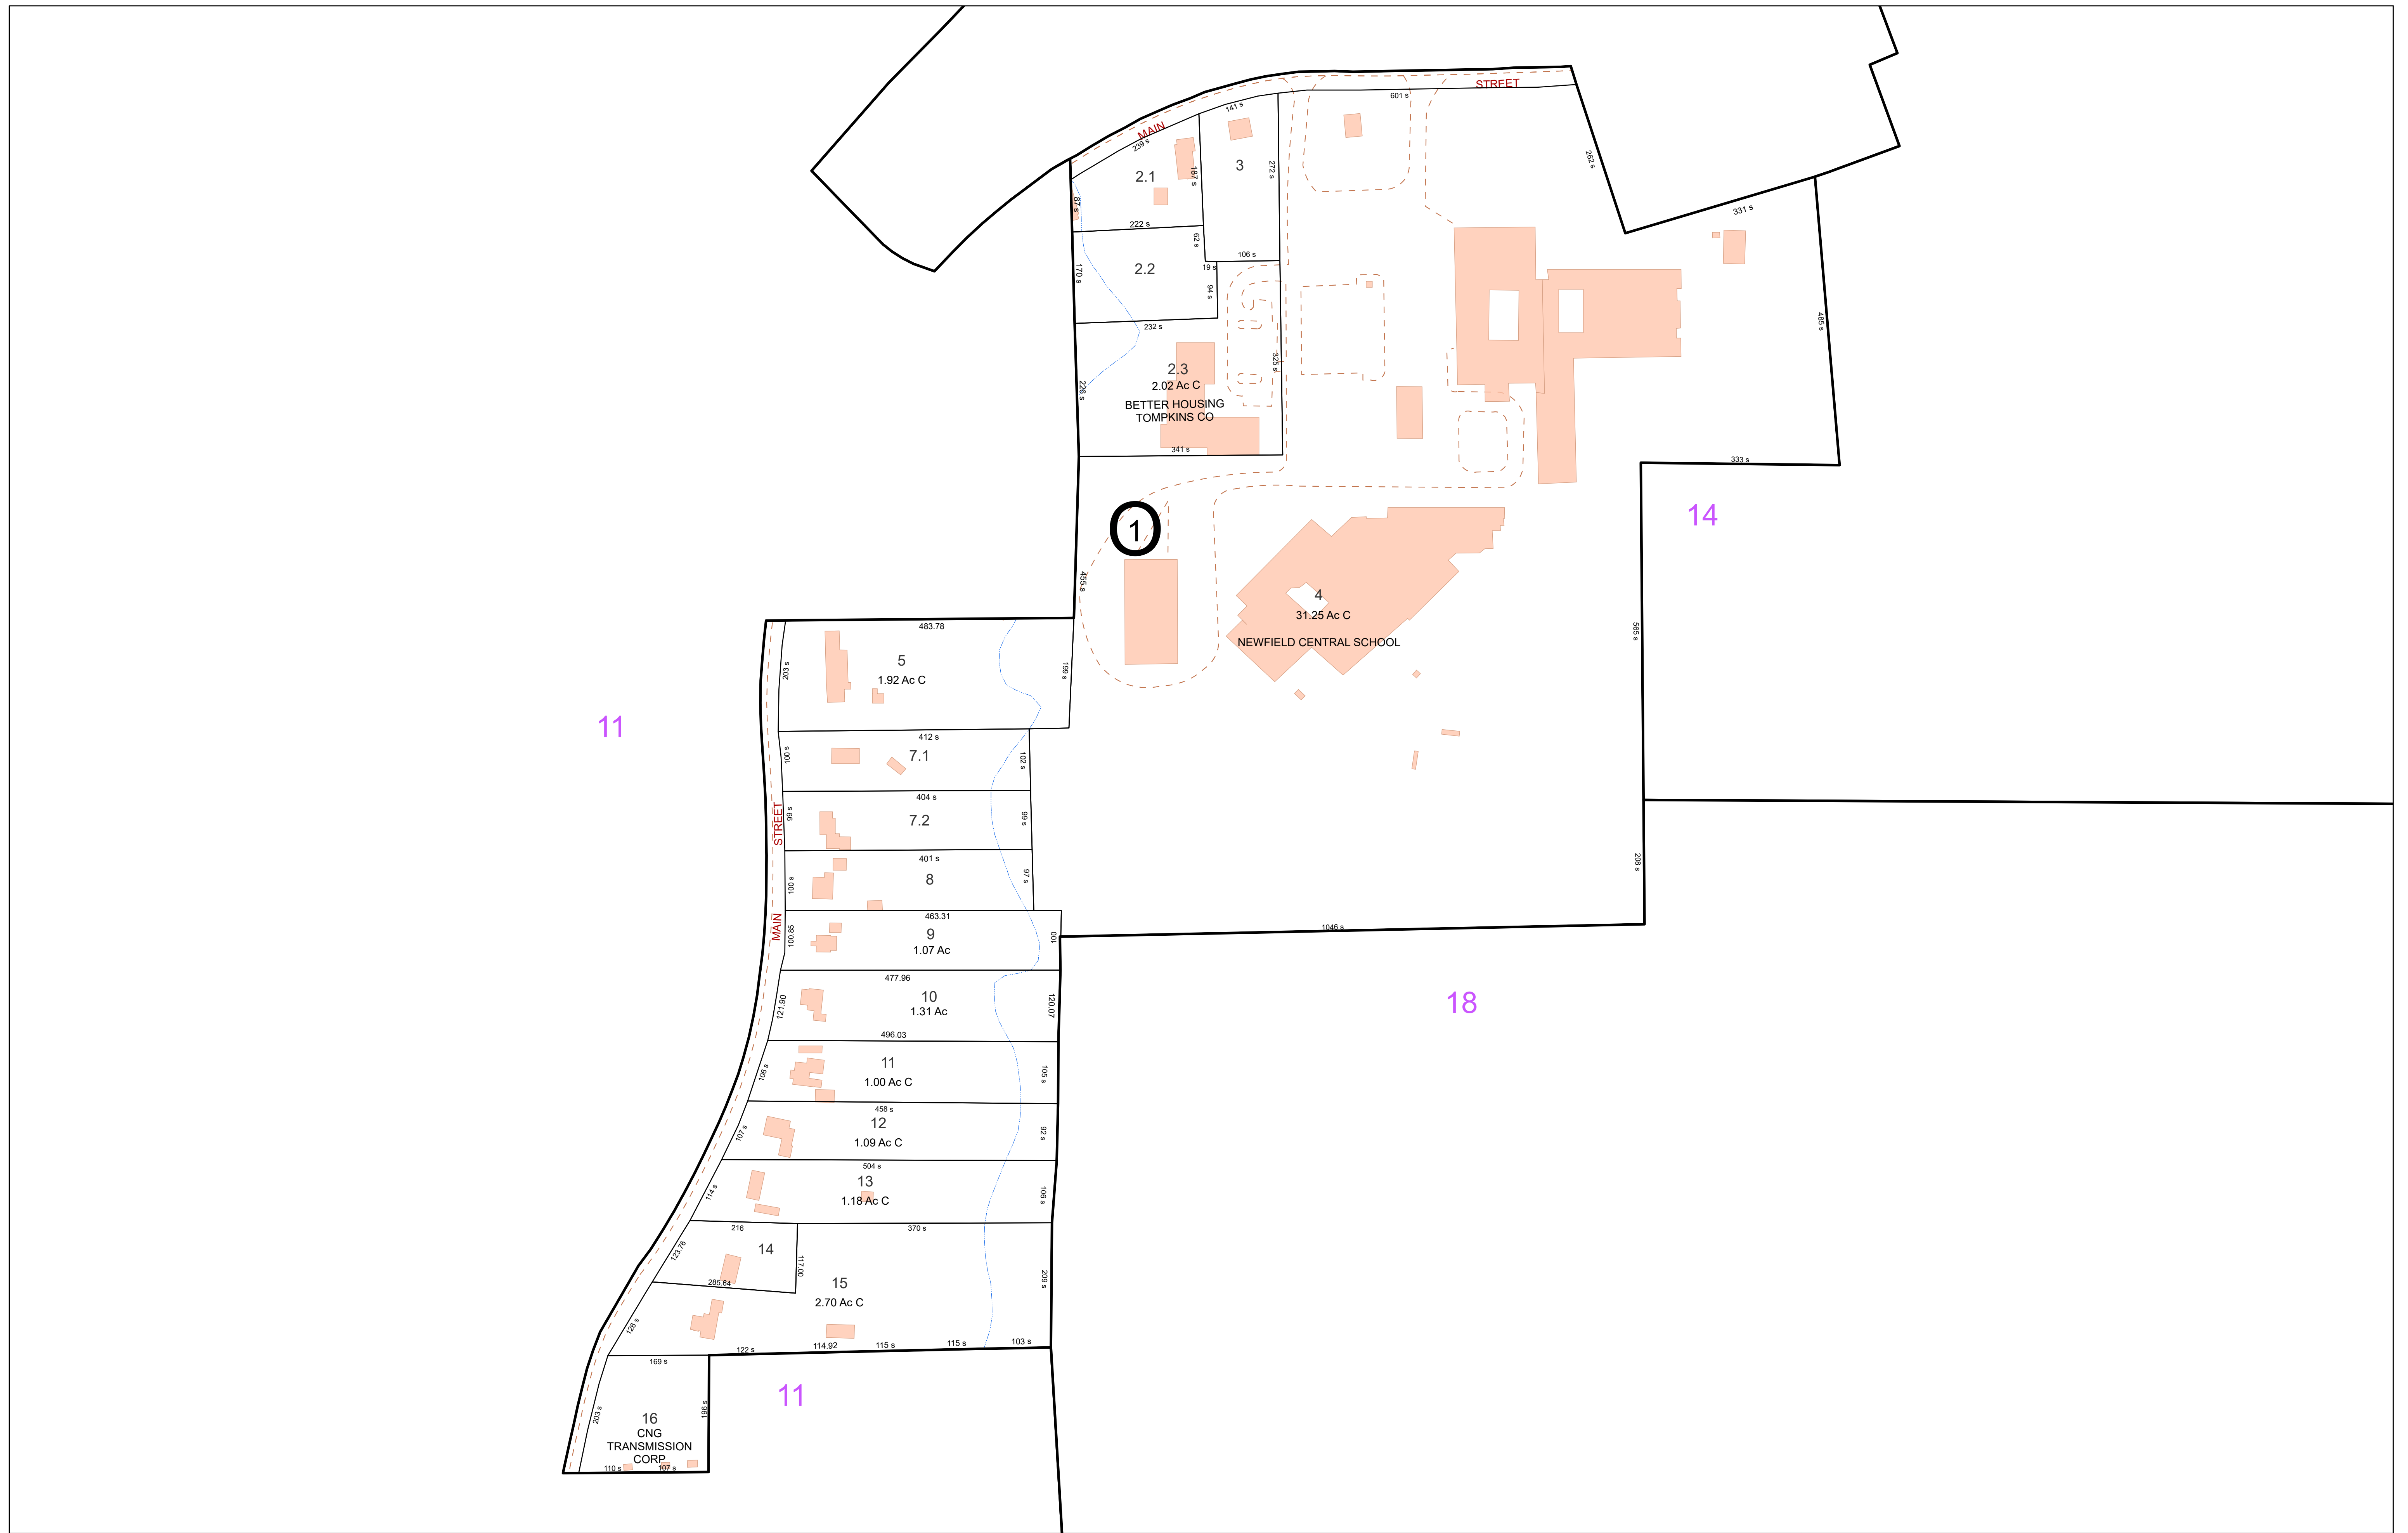 STREET
601 s
141 s
MAIN
239 s
262 s
3
272 s
187 s
2.1
87 s
331 s
222 s
62 s
106 s
2.2
19 s
170 s
94 s
485 s
232 s
325 s
2.3
2.02 Ac C
226 s
BETTER HOUSING
TOMPKINS CO
341 s
333 s
14
1
455 s
4
31.25 Ac C
NEWFIELD CENTRAL SCHOOL
565 s
483.78
203 s
5
1.92 Ac C
199 s
11
412 s
100 s
7.1
102 s
404 s
STREET
99 s
7.2
99 s
401 s
100 s
8
97 s
208 s
463.31
MAIN
100.85
9
1.07 Ac
100
1046 s
477.96
121.90
10
1.31 Ac
120.07
18
496.03
106 s
11
1.00 Ac C
105 s
458 s
107 s
12
1.09 Ac C
92 s
504 s
114 s
13
1.18 Ac C
106 s
216
370 s
123.76
14
117.00
285.64
15
2.70 Ac C
209 s
126 s
122 s
114.92
115 s
115 s
103 s
169 s
11
203 s
196 s
16
CNG
TRANSMISSION
CORP
110 s
107 s